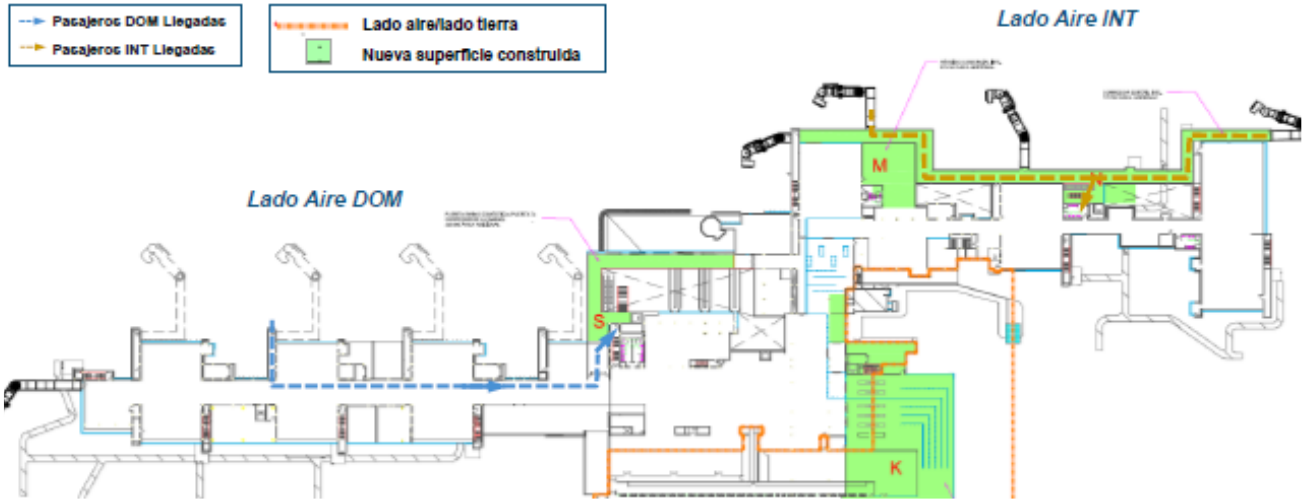 Pasajeros DOM Llegadas
Pasajeros INT Llegadas
Lado aire/lado tierra
Nueva superficie construida
Lado Aire INT
Lado Aire DOM
M
N
S
K